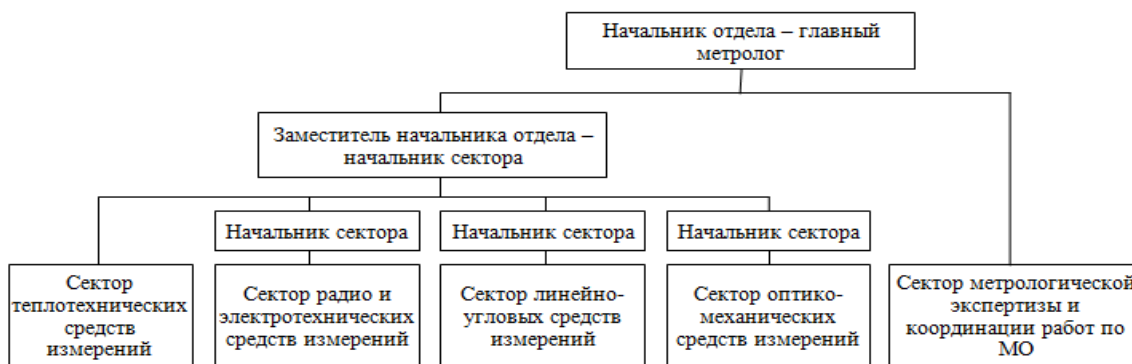 Начальник отдела – главный
метролог
Заместитель начальника отдела –
начальник сектора
Начальник сектора
Начальник сектора
Начальник сектора
Сектор
теплотехнических
средств
измерений
Сектор радио и
электротехнических
средств измерений
Сектор линейно-
угловых средств
измерений
Сектор оптико-
механических
средств измерений
Сектор метрологической
экспертизы и
координации работ по
МО